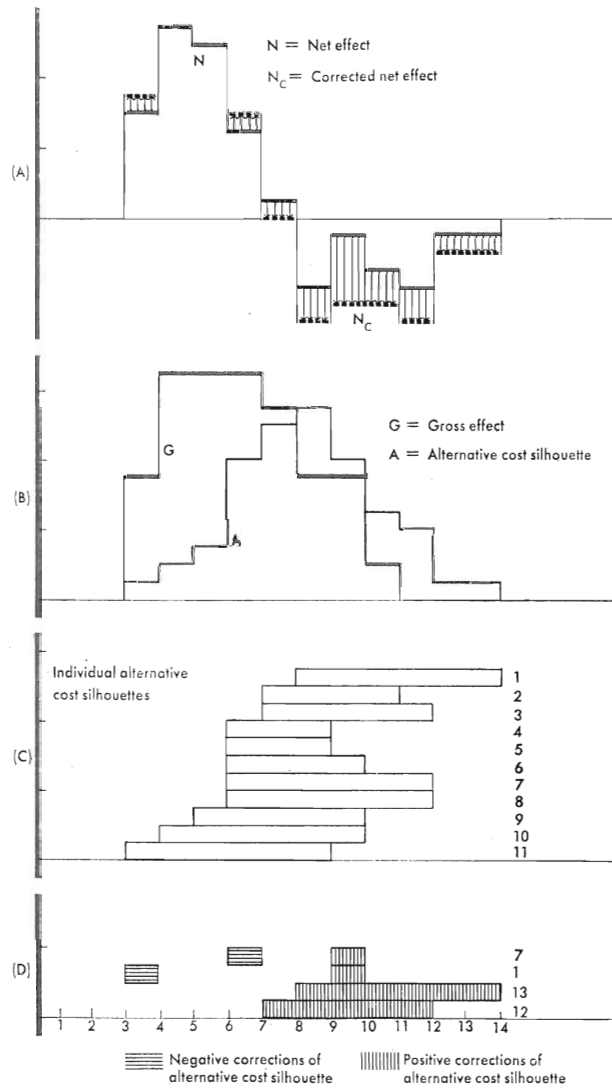 N = Net effect
N
N_C = Corrected net effect
(A)
N_C
G = Gross effect
G
A = Alternative cost silhouette
(B)
A
Individual alternative
cost silhouettes
1
2
3
4
5
(C)
6
7
8
9
10
11
7
(D)
1
13
12
1 2 3 4 5 6 7 8 9 10 11 12 13 14
Negative corrections of
alternative cost silhouette
Positive corrections of
alternative cost silhouette